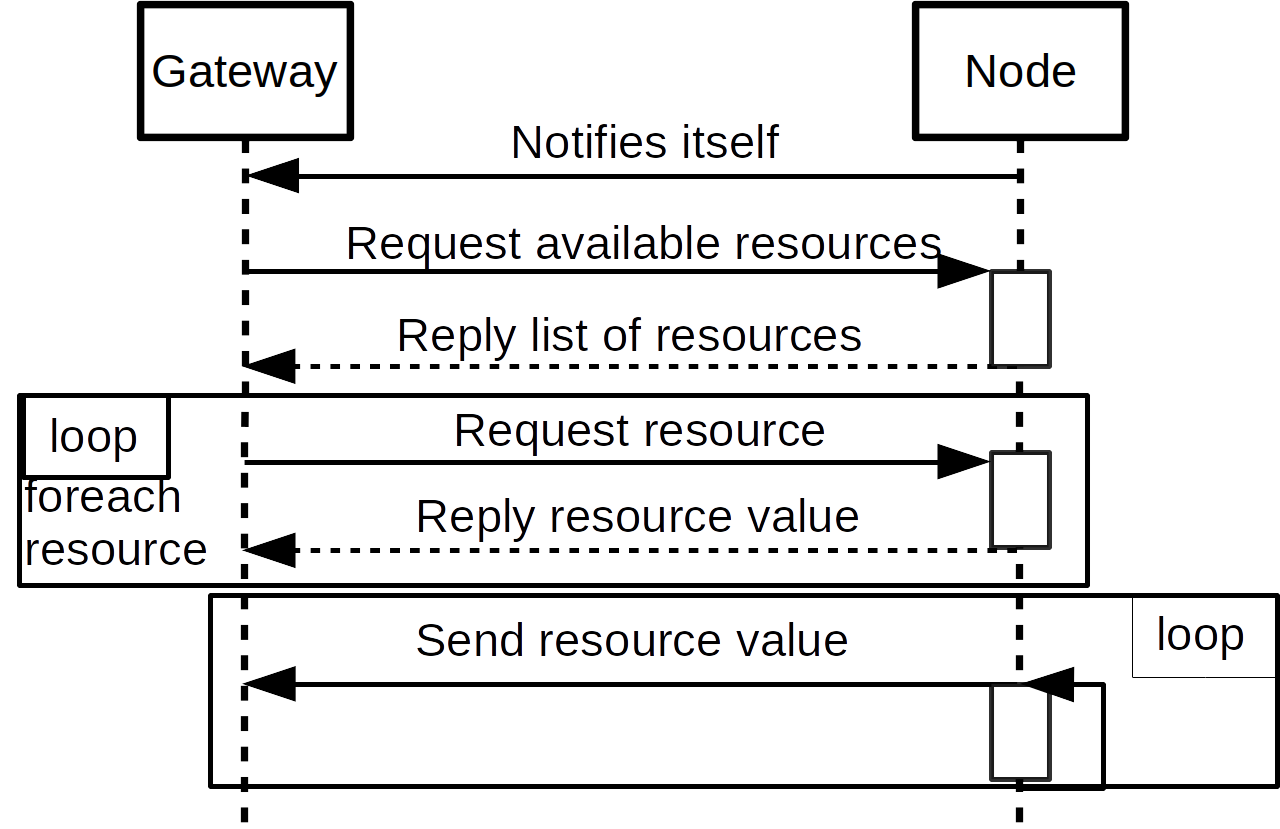 Gateway
Node
Notifies itself
Request available resources
Reply list of resources
loop
Request resource
foreach
resource
Reply resource value
Send resource value
loop